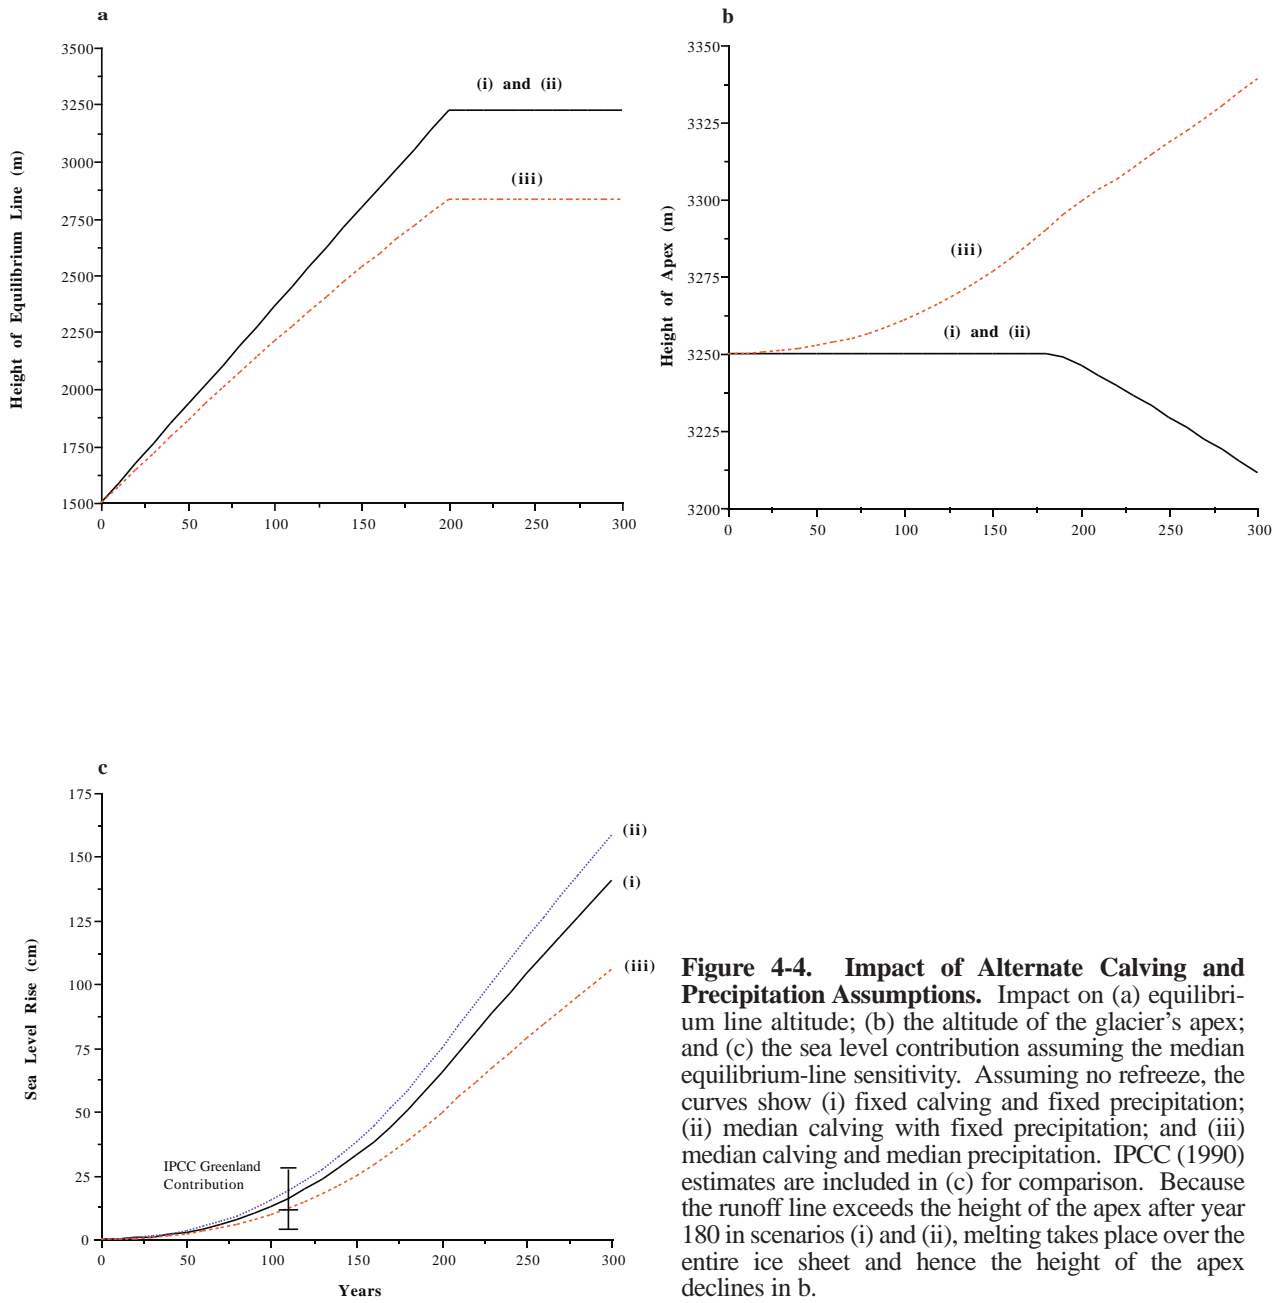 a
3500
3250
3000
2750
2500
2250
2000
1750
1500
0
50
100
150
200
250
300
Height of Equilibrium Line (m)
(i) and (ii)
(iii)
b
3350
3325
3300
3275
3250
3225
3200
0
50
100
150
200
250
300
Height of Apex (m)
(iii)
(i) and (ii)
c
175
150
125
100
75
50
25
0
0
50
100
150
200
250
300
Sea Level Rise (cm)
Years
(ii)
(i)
(iii)
IPCC Greenland
Contribution
Figure 4-4. Impact of Alternate Calving and
Precipitation Assumptions. Impact on (a) equilibri-
um line altitude; (b) the altitude of the glacier's apex;
and (c) the sea level contribution assuming the median
equilibrium-line sensitivity. Assuming no refreeze, the
curves show (i) fixed calving and fixed precipitation;
(ii) median calving with fixed precipitation; and (iii)
median calving and median precipitation. IPCC (1990)
estimates are included in (c) for comparison. Because
the runoff line exceeds the height of the apex after year
180 in scenarios (i) and (ii), melting takes place over the
entire ice sheet and hence the height of the apex
declines in b.